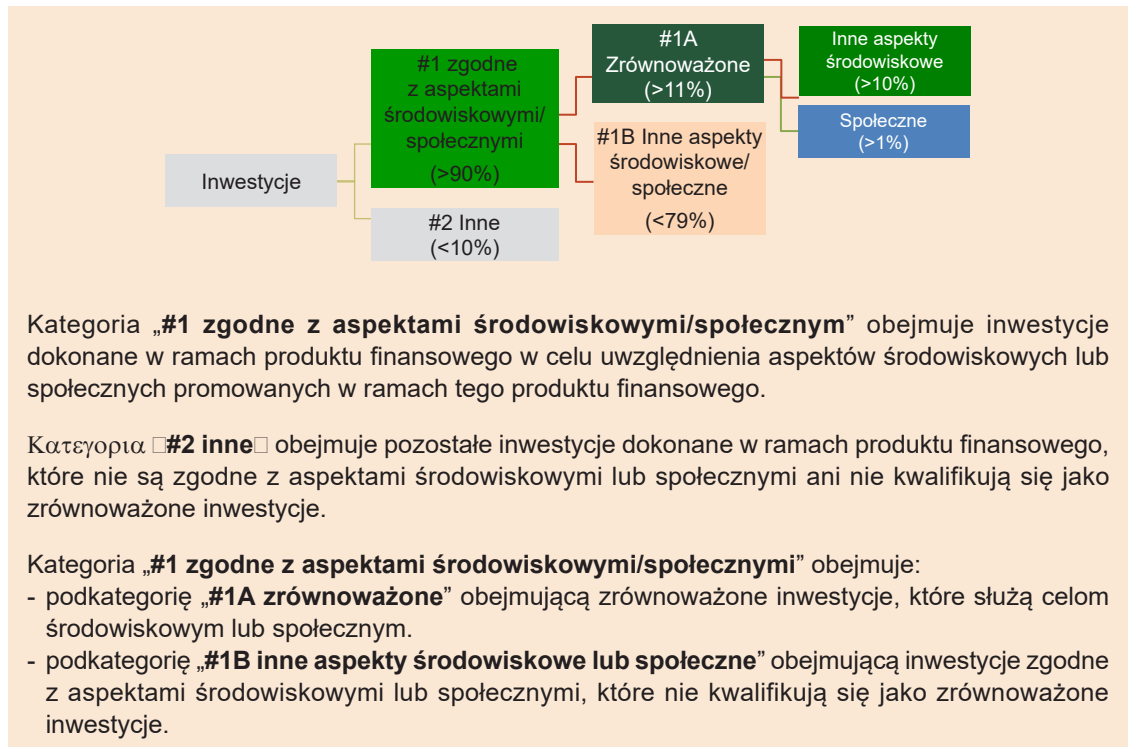 Inwestycje
#1 zgodne
z aspektami
środowiskowymi/
społecznymi
(>90%)
#2 Inne
(<10%)
#1A
Zrównoważone
(>11%)
#1B Inne aspekty
środowiskowe/
społeczne
(<79%)
Inne aspekty
środowiskowe
(>10%)
Społeczne
(>1%)
Kategoria „#1 zgodne z aspektami środowiskowymi/społecznym” obejmuje inwestycje
dokonane w ramach produktu finansowego w celu uwzględnienia aspektów środowiskowych lub
społecznych promowanych w ramach tego produktu finansowego.
Κατεγορια □#2 inne□ obejmuje pozostałe inwestycje dokonane w ramach produktu finansowego,
które nie są zgodne z aspektami środowiskowymi lub społecznymi ani nie kwalifikują się jako
zrównoważone inwestycje.
Kategoria „#1 zgodne z aspektami środowiskowymi/społecznymi” obejmuje:
- podkategorię „#1A zrównoważone” obejmującą zrównoważone inwestycje, które służą celom
środowiskowym lub społecznym.
- podkategorię „#1B inne aspekty środowiskowe lub społeczne” obejmującą inwestycje zgodne
z aspektami środowiskowymi lub społecznymi, które nie kwalifikują się jako zrównoważone
inwestycje.